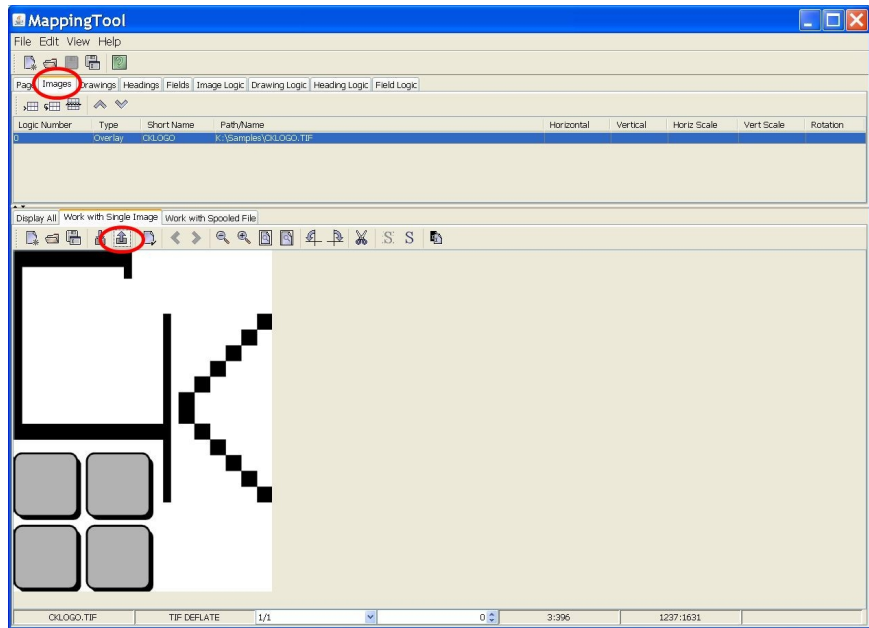 MappingTool
File Edit View Help
Page Images Drawings Headings Fields Image Logic Drawing Logic Heading Logic Field Logic
Logic Number Type Short Name Path/Name Horizontal Vertical Horiz Scale Vert Scale Rotation
0 Overlay CKLOGO K:\Samples\CKLOGO.TIF
Display All Work with Single Image Work with Spooled File
S S
CKLOGO.TIF TIF DEFLATE 1/1 0 3:396 1237:1631